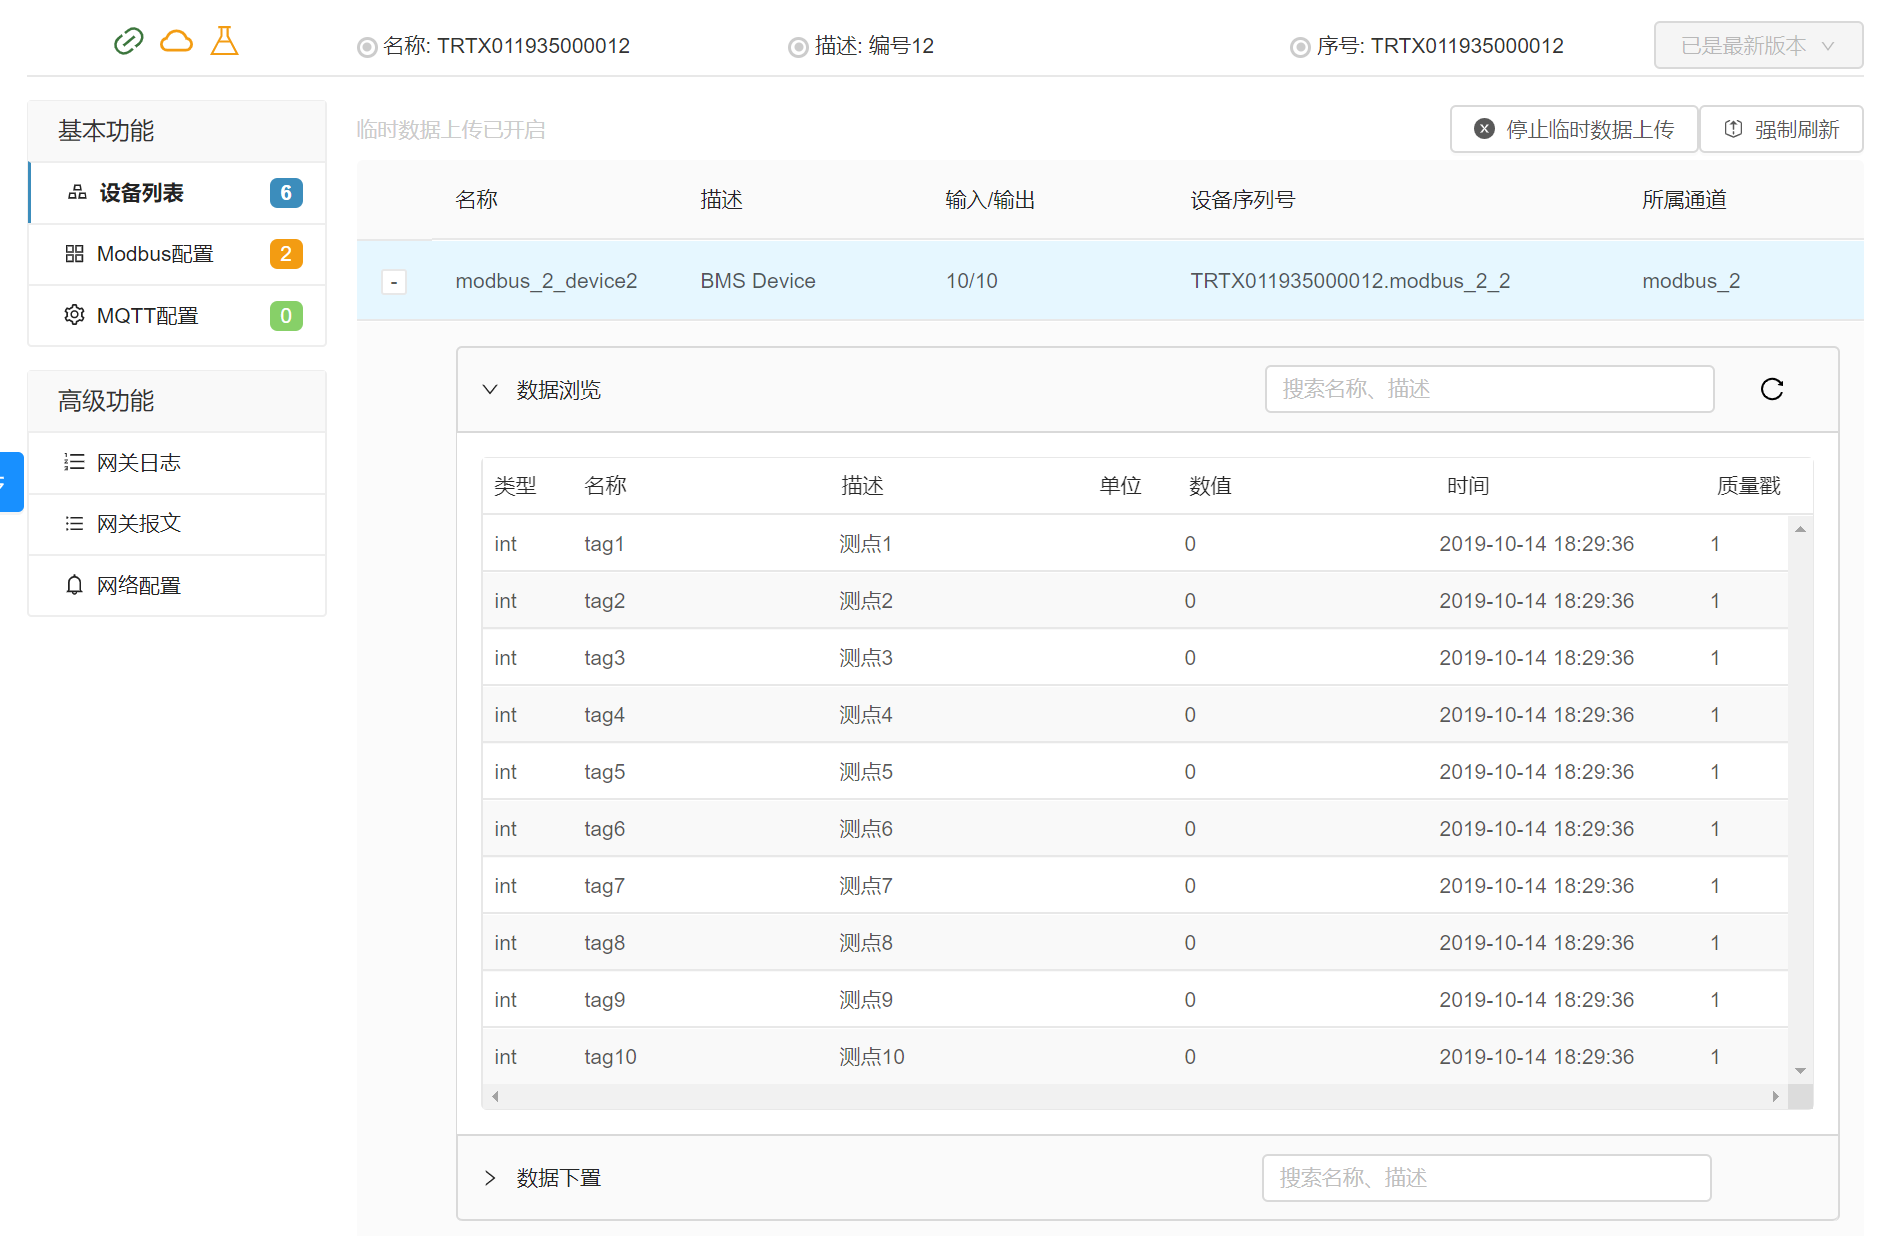 名称: TRTX011935000012 描述: 编号12 序号: TRTX011935000012 已是最新版本
基本功能
设备列表 6
Modbus配置 2
MQTT配置 0
高级功能
网关日志
网关报文
网络配置
临时数据上传已开启 停止临时数据上传 强制刷新
名称 描述 输入/输出 设备序列号 所属通道
- modbus_2_device2 BMS Device 10/10 TRTX011935000012.modbus_2_2 modbus_2
数据浏览 搜索名称、描述
类型 名称 描述 单位 数值 时间 质量戳
int tag1 测点1 0 2019-10-14 18:29:36 1
int tag2 测点2 0 2019-10-14 18:29:36 1
int tag3 测点3 0 2019-10-14 18:29:36 1
int tag4 测点4 0 2019-10-14 18:29:36 1
int tag5 测点5 0 2019-10-14 18:29:36 1
int tag6 测点6 0 2019-10-14 18:29:36 1
int tag7 测点7 0 2019-10-14 18:29:36 1
int tag8 测点8 0 2019-10-14 18:29:36 1
int tag9 测点9 0 2019-10-14 18:29:36 1
int tag10 测点10 0 2019-10-14 18:29:36 1
数据下置 搜索名称、描述